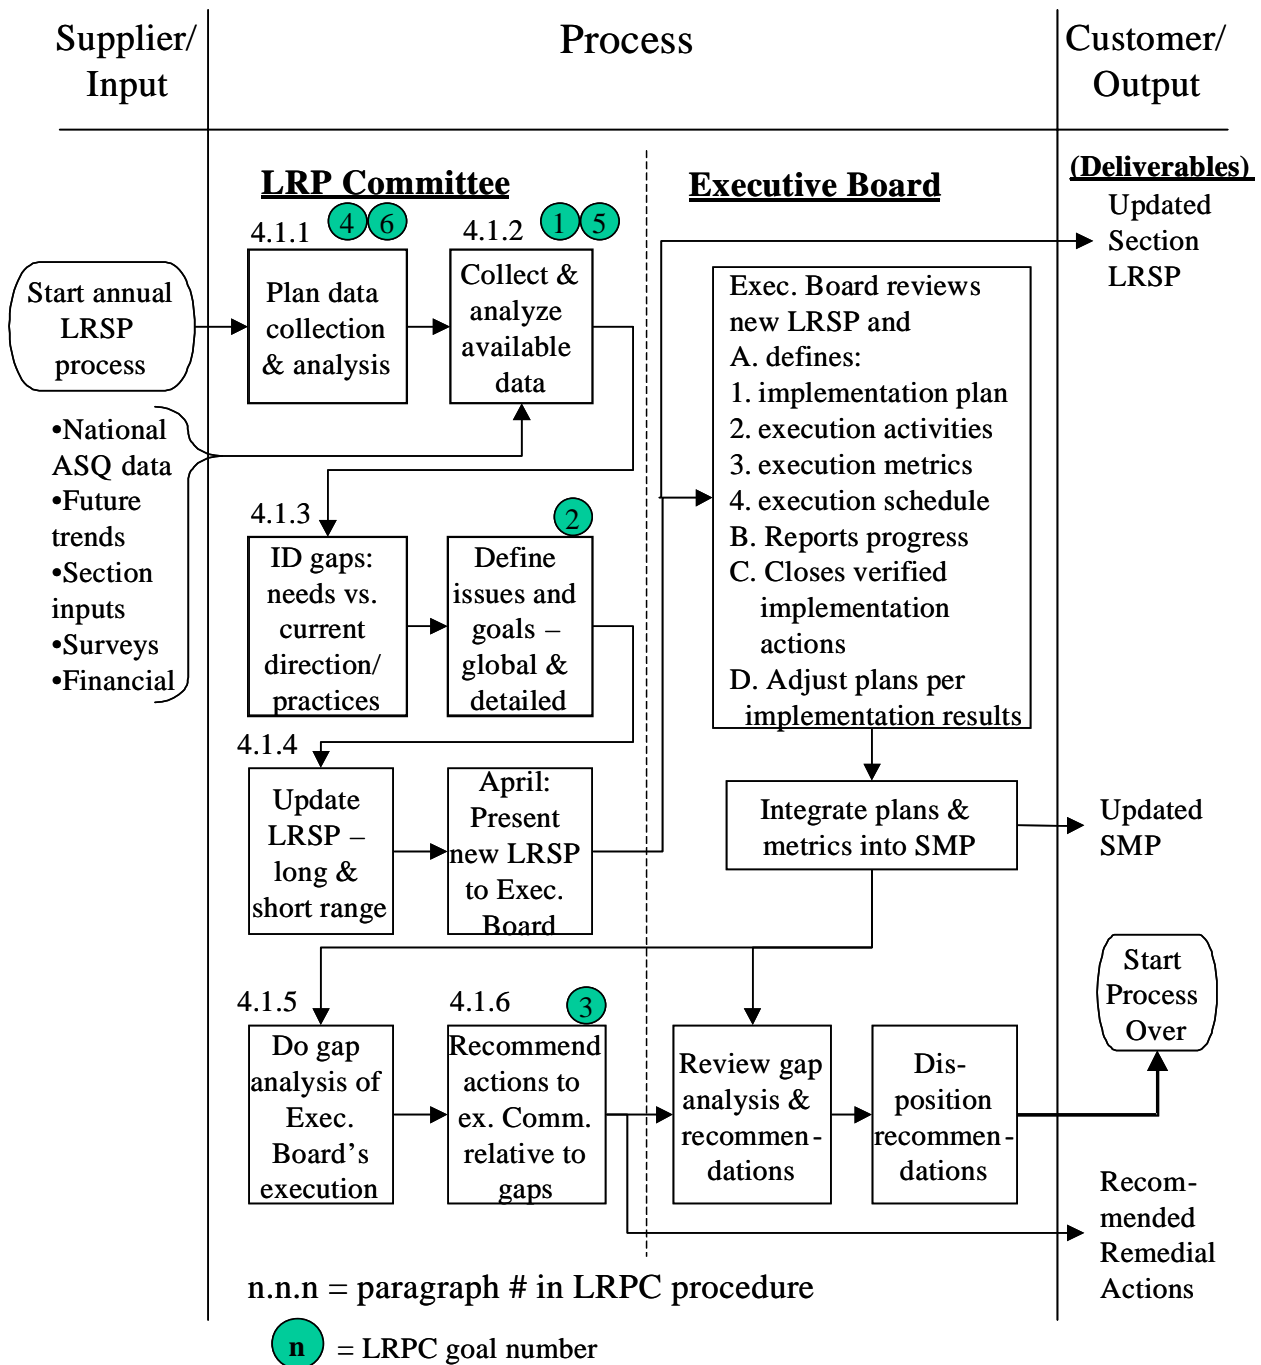 Supplier/
Input
Process
Customer/
Output
LRP Committee
Executive Board
(Deliverables)
Updated
Section
LRSP
4.1.1
4
6
4.1.2
1
5
Start annual
LRSP
process
Plan data
collection
& analysis
Collect &
analyze
available
data
•National
ASQ data
•Future
trends
•Section
inputs
•Surveys
•Financial
Exec. Board reviews
new LRSP and
A. defines:
1. implementation plan
2. execution activities
3. execution metrics
4. execution schedule
B. Reports progress
C. Closes verified
implementation
actions
D. Adjust plans per
implementation results
4.1.3
2
ID gaps:
needs vs.
current
direction/
practices
Define
issues and
goals –
global &
detailed
4.1.4
Update
LRSP –
long &
short range
April:
Present
new LRSP
to Exec.
Board
Integrate plans &
metrics into SMP
Updated
SMP
4.1.5
4.1.6
3
Do gap
analysis of
Exec.
Board’s
execution
Recommend
actions to
ex. Comm.
relative to
gaps
Review gap
analysis &
recommen-
dations
Dis-
position
recommen-
dations
Start
Process
Over
Recom-
mended
Remedial
Actions
n.n.n = paragraph # in LRPC procedure
n = LRPC goal number